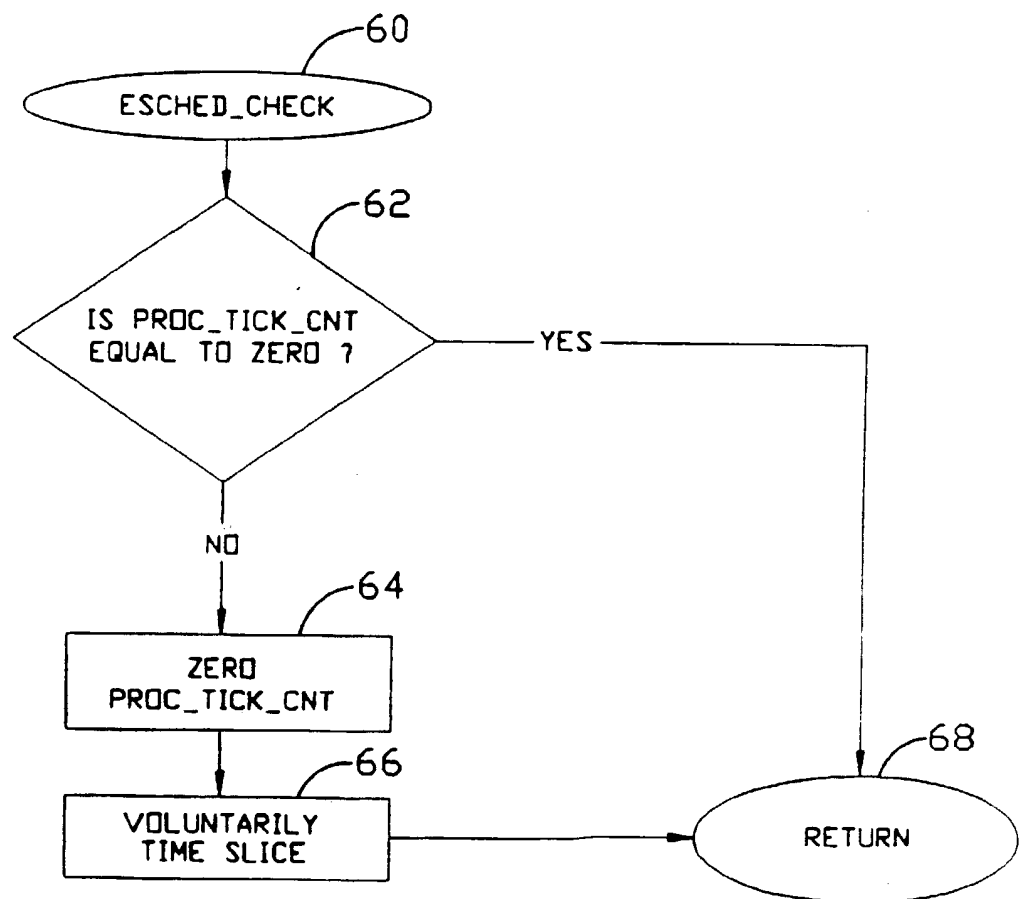 60
ESCHED_CHECK
62
IS PROC_TICK_CNT
EQUAL TO ZERO ?
YES
NO
64
ZERO
PROC_TICK_CNT
66
VOLUNTARILY
TIME SLICE
68
RETURN